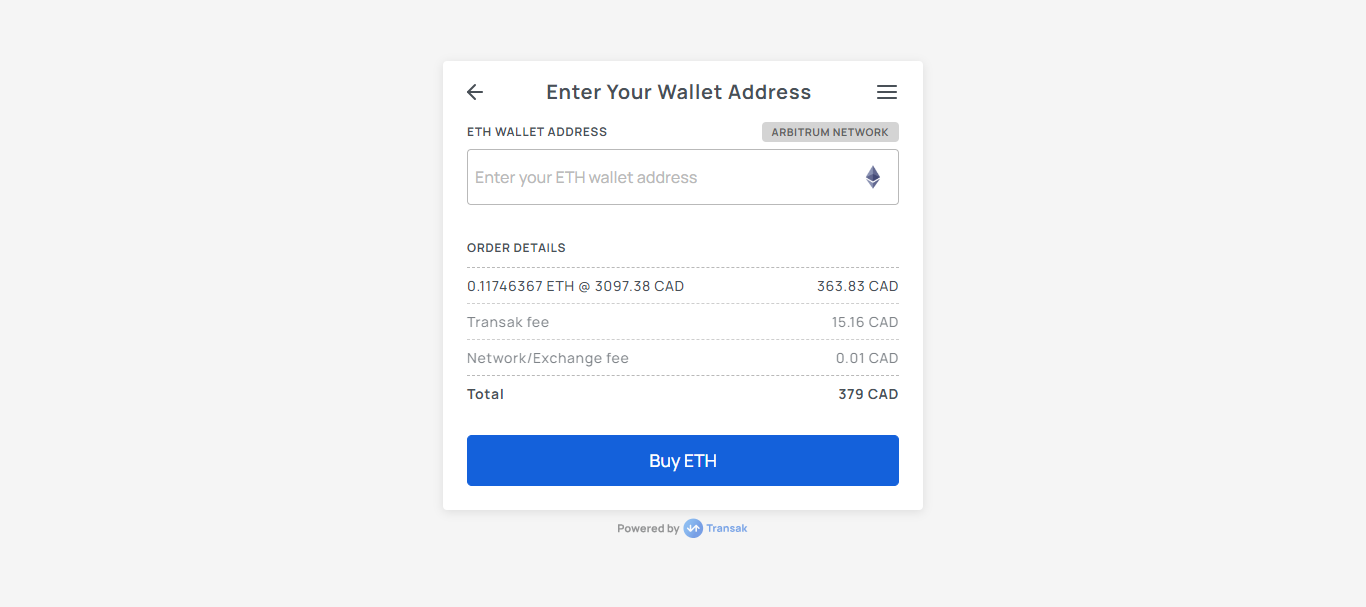 Enter Your Wallet Address
ETH WALLET ADDRESS ARBITRUM NETWORK
Enter your ETH wallet address
ORDER DETAILS
0.11746367 ETH @ 3097.38 CAD 363.83 CAD
Transak fee 15.16 CAD
Network/Exchange fee 0.01 CAD
Total 379 CAD
Buy ETH
Powered by Transak